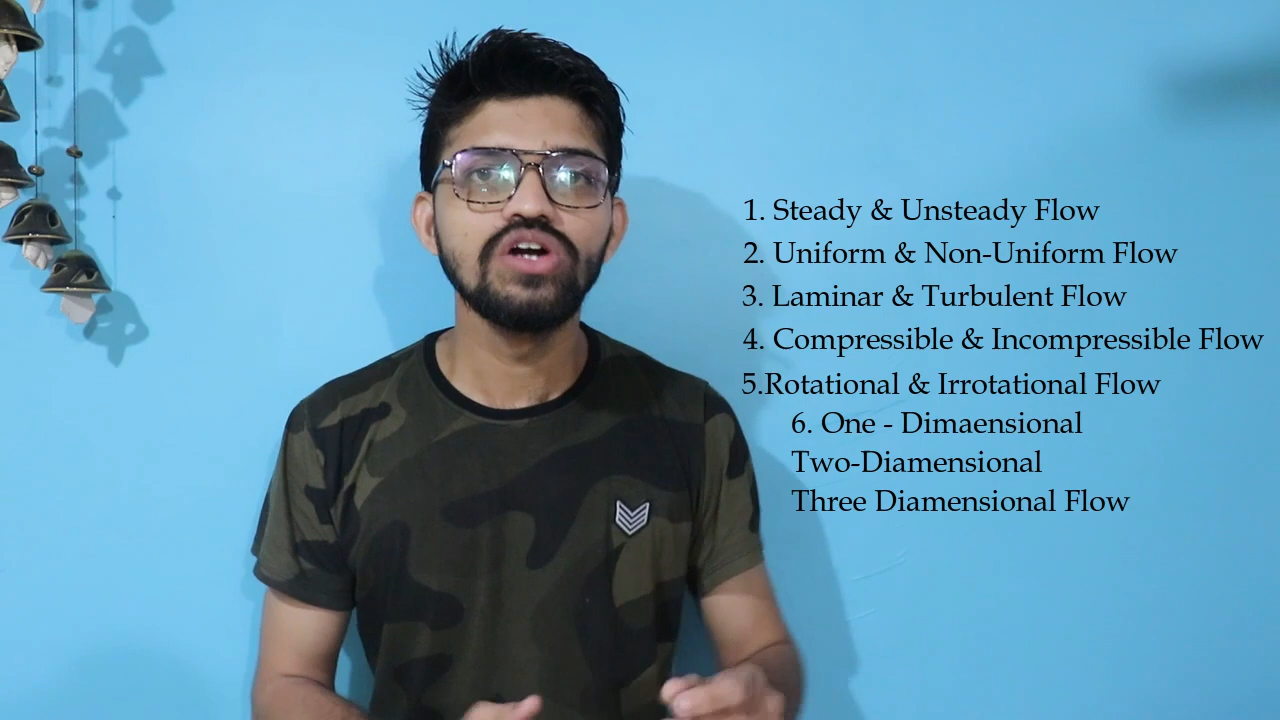 1. Steady & Unsteady Flow
2. Uniform & Non-Uniform Flow
3. Laminar & Turbulent Flow
4. Compressible & Incompressible Flow
5.Rotational & Irrotational Flow
6. One - Dimaensional
Two-Diamensional
Three Diamensional Flow